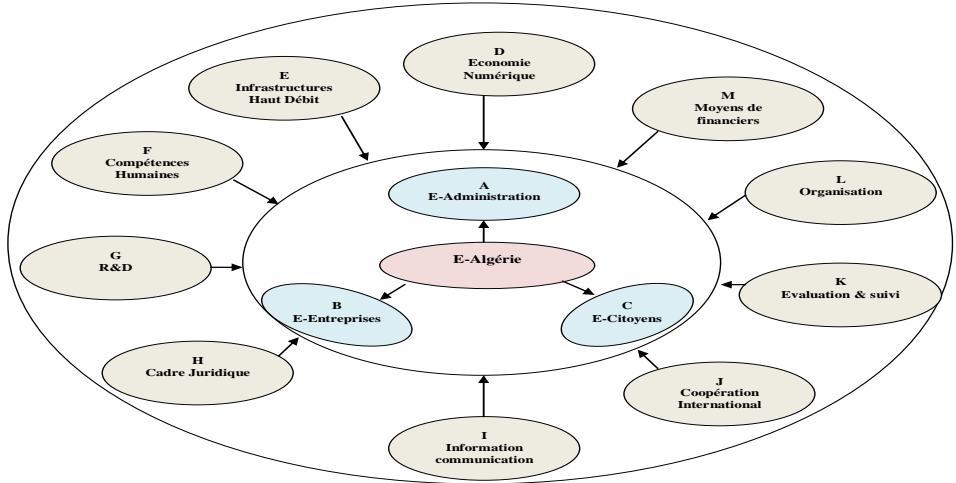 D
Economie
Numérique
E
Infrastructures
Haut Débit
M
Moyens de
financiers
F
Compétences
Humaines
L
Organisation
A
E-Administration
G
R&D
E-Algérie
K
Evaluation & suivi
B
E-Entreprises
C
E-Citoyens
H
Cadre Juridique
J
Coopération
International
I
Information
communication